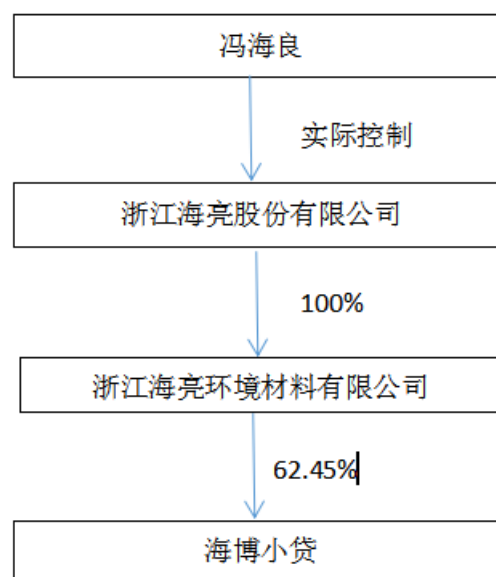 冯海良
实际控制
浙江海亮股份有限公司
100%
浙江海亮环境材料有限公司
62.45%
海博小贷